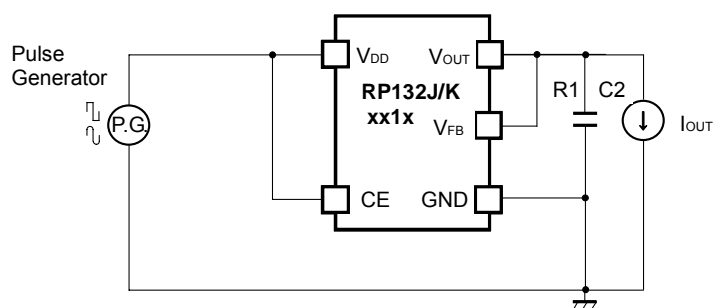 Pulse
Generator
P.G.
VDD
VOUT
RP132J/K
xx1x
VFB
CE
GND
R1
C2
IOUT